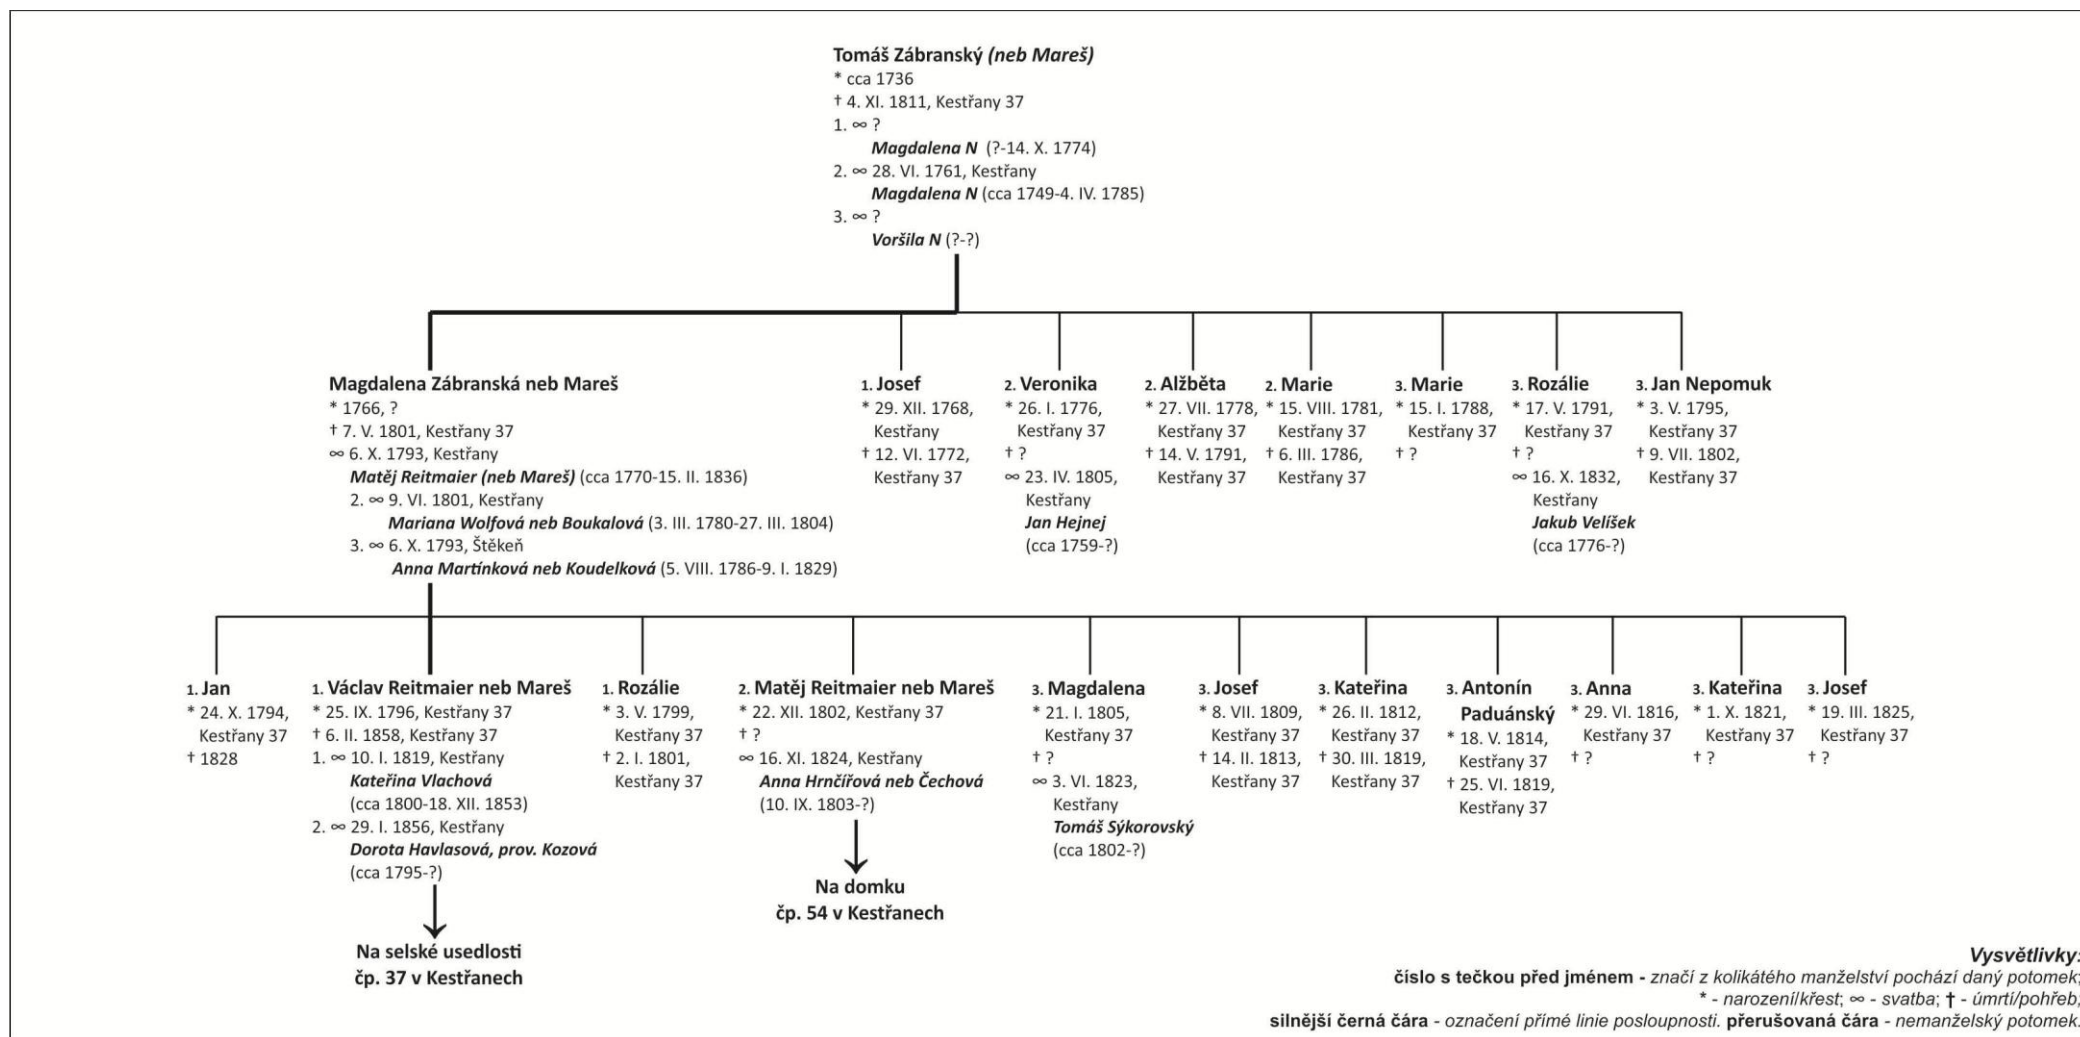 Tomáš Zábranský (neb Mareš)
* cca 1736
† 4. XI. 1811, Kestřany 37
1. ∞ ?
Magdalena N (?-14. X. 1774)
2. ∞ 28. VI. 1761, Kestřany
Magdalena N (cca 1749-4. IV. 1785)
3. ∞ ?
Voršila N (?-?)
Magdalena Zábranská neb Mareš
* 1766, ?
† 7. V. 1801, Kestřany 37
∞ 6. X. 1793, Kestřany
Matěj Reitmaier (neb Mareš) (cca 1770-15. II. 1836)
2. ∞ 9. VI. 1801, Kestřany
Mariana Wolfová neb Boukalová (3. III. 1780-27. III. 1804)
3. ∞ 6. X. 1793, Štěkeň
Anna Martínková neb Koudelková (5. VIII. 1786-9. I. 1829)
1. Josef
* 29. XII. 1768,
Kestřany
† 12. VI. 1772,
Kestřany 37
2. Veronika
* 26. I. 1776,
Kestřany 37
† ?
∞ 23. IV. 1805,
Kestřany
Jan Hejnej
(cca 1759-?)
2. Alžběta
* 27. VII. 1778,
Kestřany 37
† 14. V. 1791,
Kestřany 37
2. Marie
* 15. VIII. 1781,
Kestřany 37
† 6. III. 1786,
Kestřany 37
3. Marie
* 15. I. 1788,
Kestřany 37
† ?
3. Rozálie
* 17. V. 1791,
Kestřany 37
† ?
∞ 16. X. 1832,
Kestřany
Jakub Velíšek
(cca 1776-?)
3. Jan Nepomuk
* 3. V. 1795,
Kestřany 37
† 9. VII. 1802,
Kestřany 37
1. Jan
* 24. X. 1794,
Kestřany 37
† 1828
1. Václav Reitmaier neb Mareš
* 25. IX. 1796, Kestřany 37
† 6. II. 1858, Kestřany 37
1. ∞ 10. I. 1819, Kestřany
Kateřina Vlachová
(cca 1800-18. XII. 1853)
2. ∞ 29. I. 1856, Kestřany
Dorota Havlasová, prov. Kozová
(cca 1795-?)
Na selské usedlosti
čp. 37 v Kestřanech
1. Rozálie
* 3. V. 1799,
Kestřany 37
† 2. I. 1801,
Kestřany 37
2. Matěj Reitmaier neb Mareš
* 22. XII. 1802, Kestřany 37
† ?
∞ 16. XI. 1824, Kestřany
Anna Hrnčířová neb Čechová
(10. IX. 1803-?)
Na domku
čp. 54 v Kestřanech
3. Magdalena
* 21. I. 1805,
Kestřany 37
† ?
∞ 3. VI. 1823,
Kestřany
Tomáš Sýkorovský
(cca 1802-?)
3. Josef
* 8. VII. 1809,
Kestřany 37
† 14. II. 1813,
Kestřany 37
3. Kateřina
* 26. II. 1812,
Kestřany 37
† 30. III. 1819,
Kestřany 37
3. Antonín
Paduánský
* 18. V. 1814,
Kestřany 37
† 25. VI. 1819,
Kestřany 37
3. Anna
* 29. VI. 1816,
Kestřany 37
† ?
3. Kateřina
* 1. X. 1821,
Kestřany 37
† ?
3. Josef
* 19. III. 1825,
Kestřany 37
† ?
Vysvětlivky:
číslo s tečkou před jménem - značí z kolikátého manželství pochází daný potomek;
* - narození/křest; ∞ - svatba; † - úmrtí/pohřeb;
silnější černá čára - označení přímé linie posloupnosti. přerušovaná čára - nemanželský potomek.